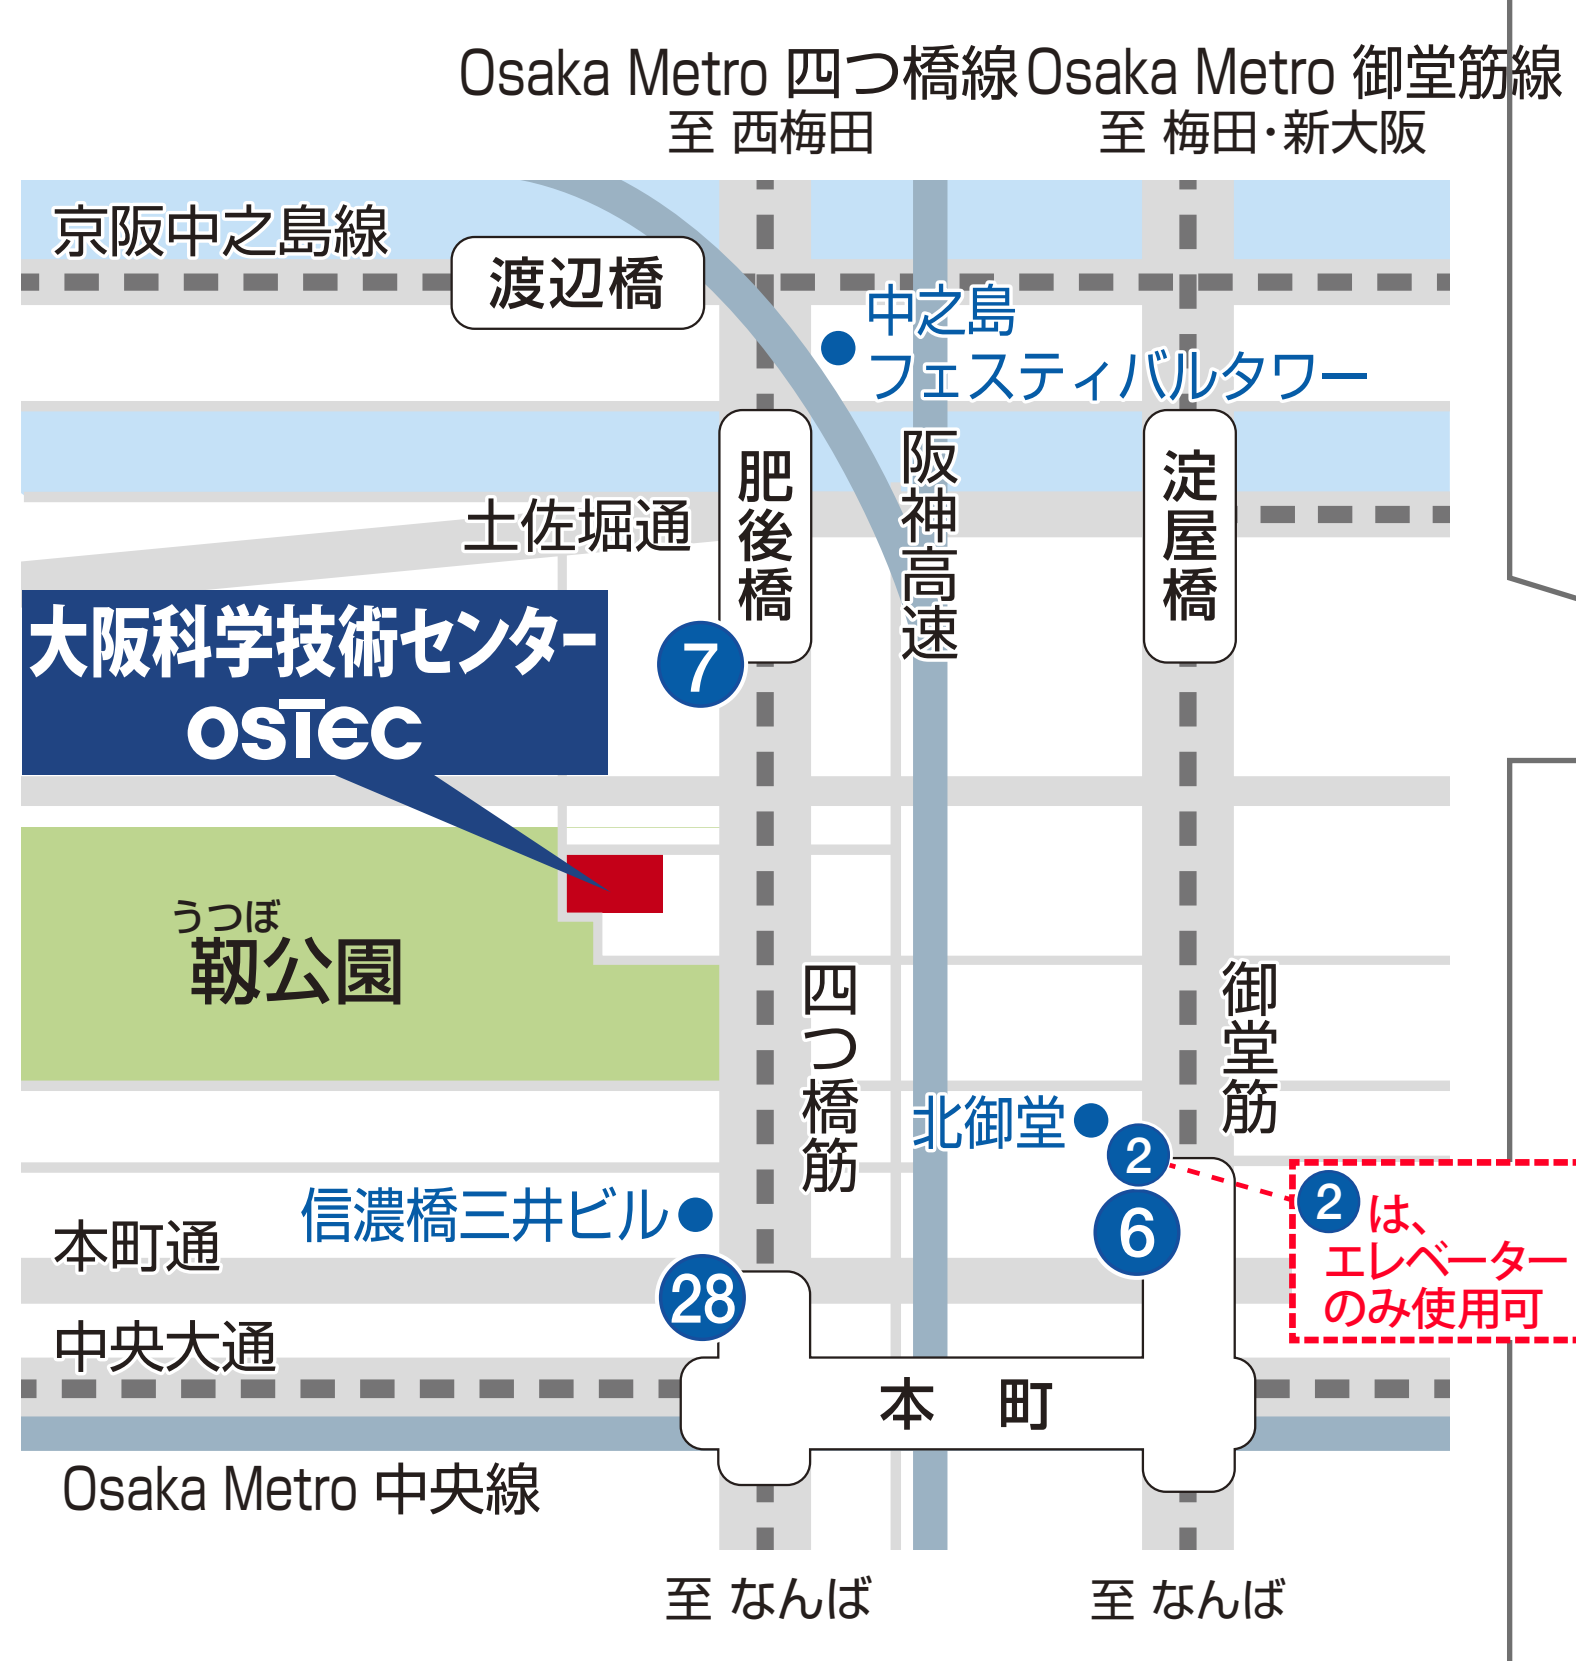 Osaka Metro 四つ橋線
至 西梅田
Osaka Metro 御堂筋線
至 梅田・新大阪
京阪中之島線
渡辺橋
中之島
フェスティバルタワー
肥後橋
阪神高速
淀屋橋
土佐堀通
大阪科学技術センター
OSTEC
7
うつぼ
靱公園
四つ橋筋
御堂筋
北御堂
2
6
2は、
エレベーター
のみ使用可
信濃橋三井ビル
28
本町通
中央大通
本町
Osaka Metro 中央線
至 なんば
至 なんば